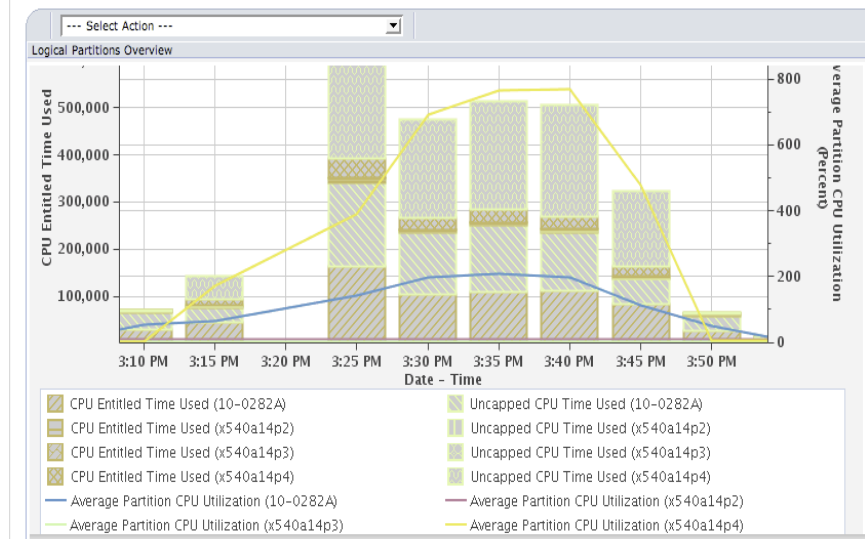 --- Select Action ---
Logical Partitions Overview
CPU Entitled Time Used
500,000
400,000
300,000
200,000
100,000
800
600
400
200
0
verage Partition CPU Utilization
(Percent)
3:10 PM 3:15 PM 3:20 PM 3:25 PM 3:30 PM 3:35 PM 3:40 PM 3:45 PM 3:50 PM
Date - Time
CPU Entitled Time Used (10-0282A) Uncapped CPU Time Used (10-0282A)
CPU Entitled Time Used (x540a14p2) Uncapped CPU Time Used (x540a14p2)
CPU Entitled Time Used (x540a14p3) Uncapped CPU Time Used (x540a14p3)
CPU Entitled Time Used (x540a14p4) Uncapped CPU Time Used (x540a14p4)
Average Partition CPU Utilization (10-0282A) Average Partition CPU Utilization (x540a14p2)
Average Partition CPU Utilization (x540a14p3) Average Partition CPU Utilization (x540a14p4)